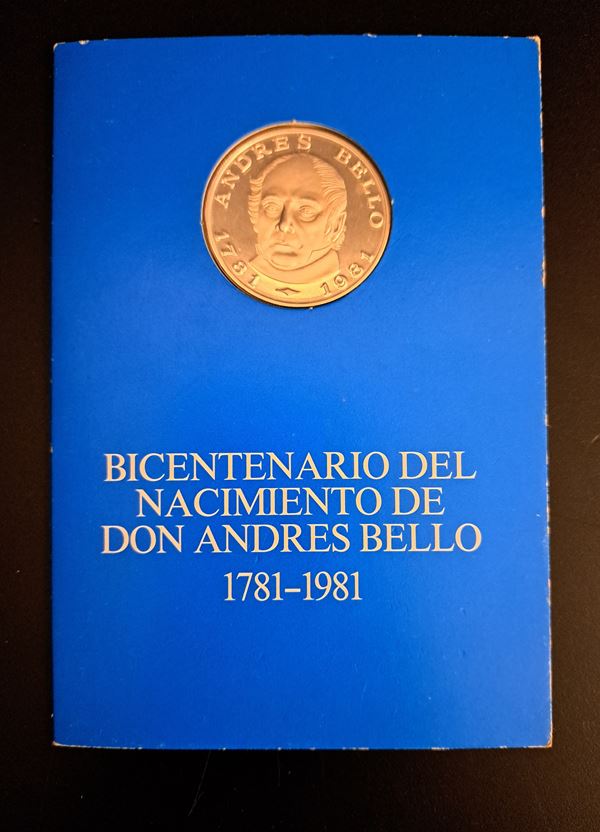 ANDRES BELLO
1781 1981
BICENTENARIO DEL
NACIMIENTO DE
DON ANDRES BELLO
1781-1981